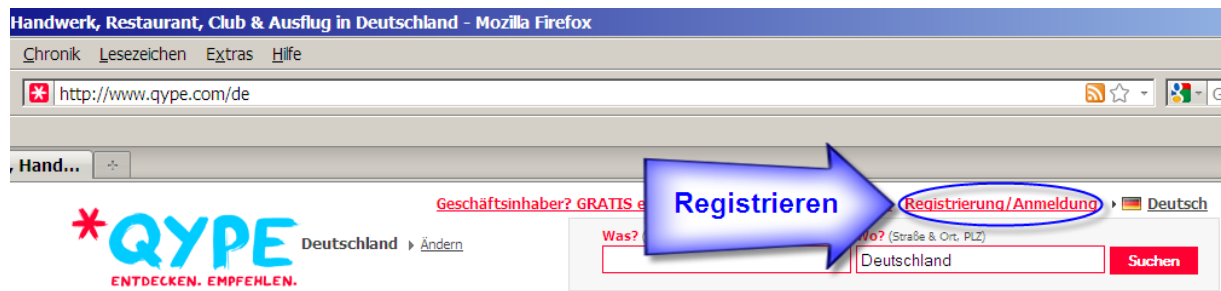 Handwerk, Restaurant, Club & Ausflug in Deutschland - Mozilla Firefox
Chronik Lesezeichen Extras Hilfe
http://www.qype.com/de
, Hand...
Geschäftsinhaber? GRATIS
Registrieren
Registrierung/Anmeldung
Deutsch
*QYPE
ENTDECKEN. EMPFEHLEN.
Deutschland
Ändern
Was?
Wo? (Straße & Ort, PLZ)
Deutschland
Suchen